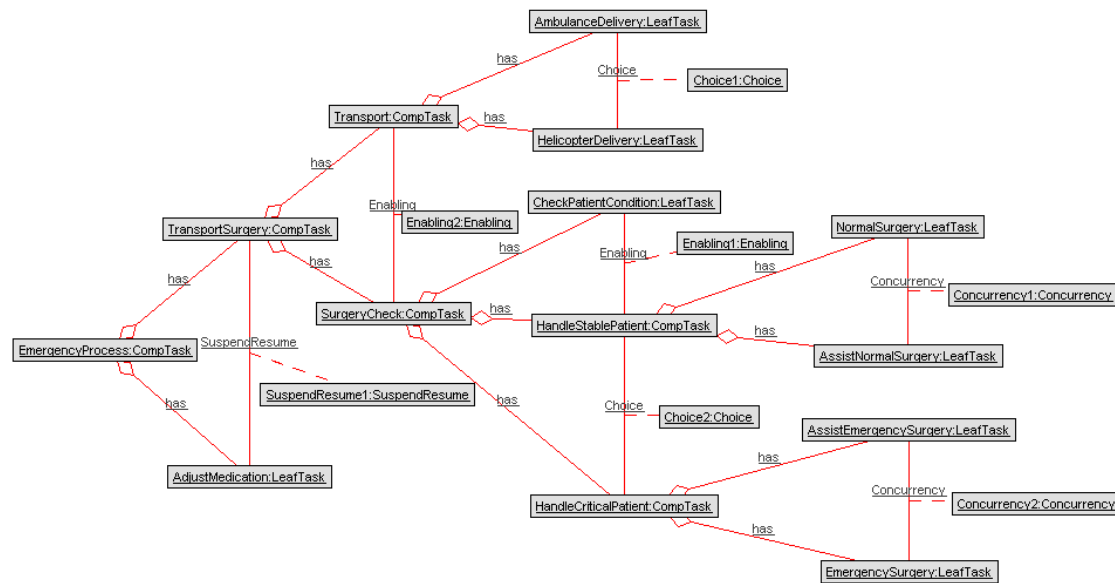 AmbulanceDelivery:LeafTask
has
Choice
Choice1:Choice
Transport:CompTask
has
HelicopterDelivery:LeafTask
has
Enabling
CheckPatientCondition:LeafTask
Enabling2:Enabling
TransportSurgery:CompTask
NormalSurgery:LeafTask
Enabling1:Enabling
Enabling
has
has
has
has
Concurrency
Concurrency1:Concurrency
SurgeryCheck:CompTask
has
HandleStablePatient:CompTask
has
EmergencyProcess:CompTask
SuspendResume
AssistNormalSurgery:LeafTask
SuspendResume1:SuspendResume
has
has
Choice
Choice2:Choice
AssistEmergencySurgery:LeafTask
has
AdjustMedication:LeafTask
Concurrency
Concurrency2:Concurrency
HandleCriticalPatient:CompTask
has
EmergencySurgery:LeafTask